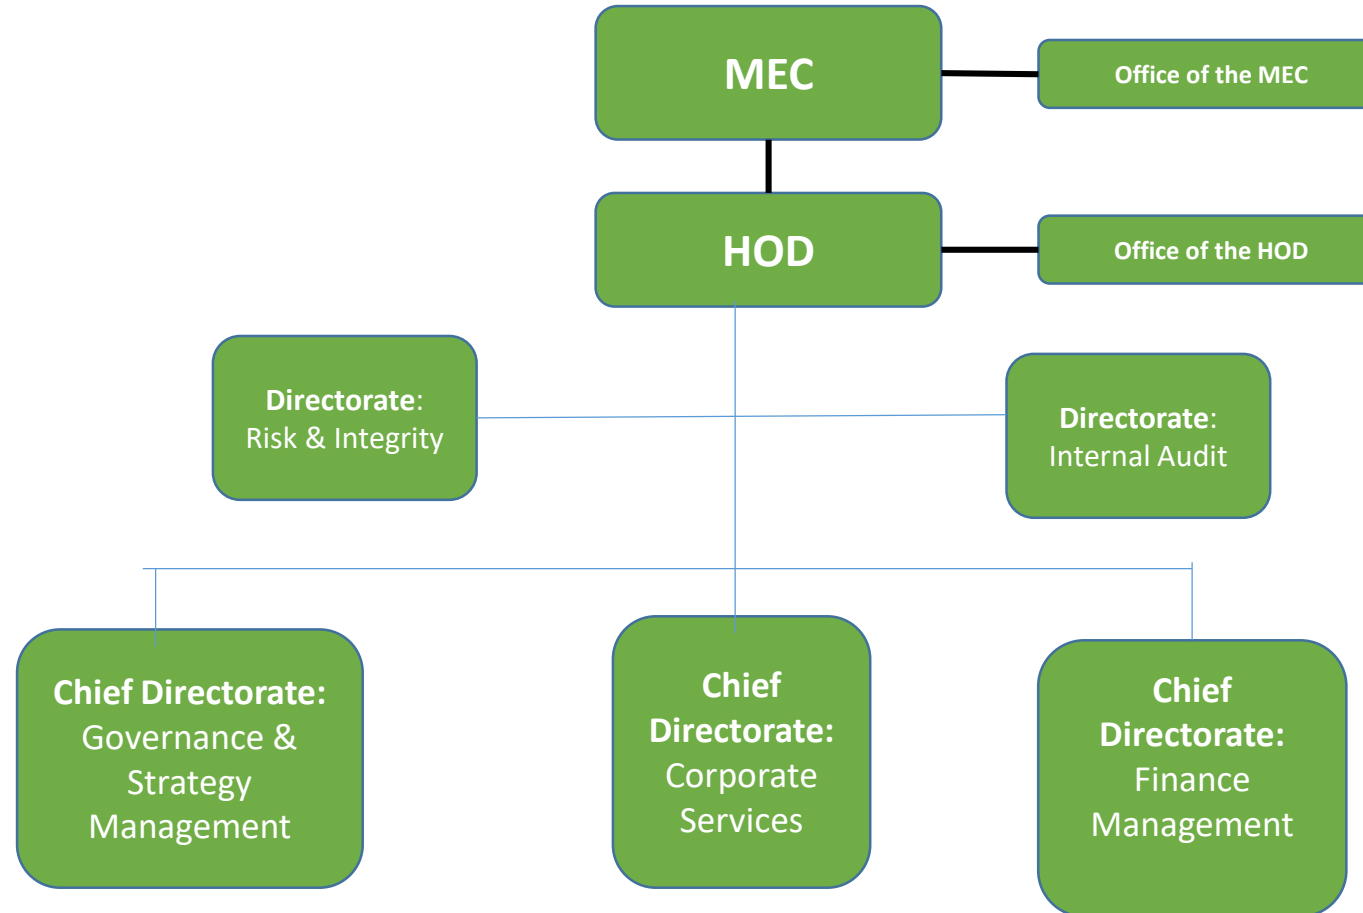 MEC
Office of the MEC
HOD
Office of the HOD
Directorate:
Risk & Integrity
Directorate:
Internal Audit
Chief Directorate:
Governance &
Strategy
Management
Chief
Directorate:
Corporate
Services
Chief
Directorate:
Finance
Management